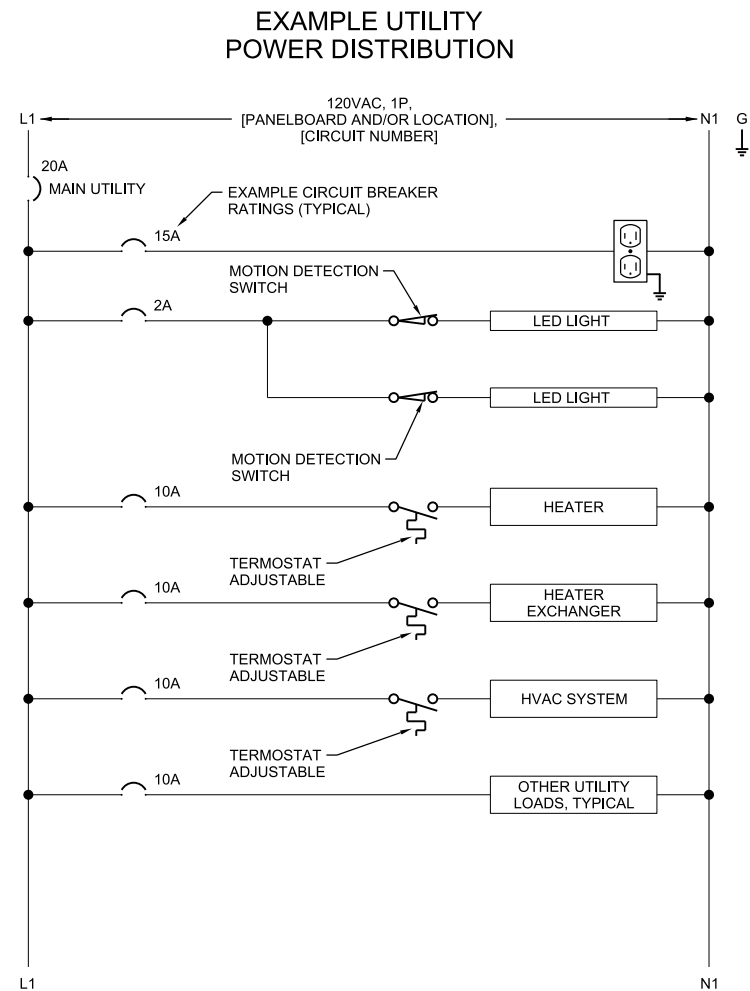 EXAMPLE UTILITY
POWER DISTRIBUTION
120VAC, 1P,
L1 [PANELBOARD AND/OR LOCATION], N1 G
[CIRCUIT NUMBER]
20A
MAIN UTILITY
EXAMPLE CIRCUIT BREAKER
RATINGS (TYPICAL)
15A
MOTION DETECTION
SWITCH
2A
LED LIGHT
LED LIGHT
MOTION DETECTION
SWITCH
10A
HEATER
TERMOSTAT
ADJUSTABLE
10A
HEATER
EXCHANGER
TERMOSTAT
ADJUSTABLE
10A
HVAC SYSTEM
TERMOSTAT
ADJUSTABLE
10A
OTHER UTILITY
LOADS, TYPICAL
L1 N1